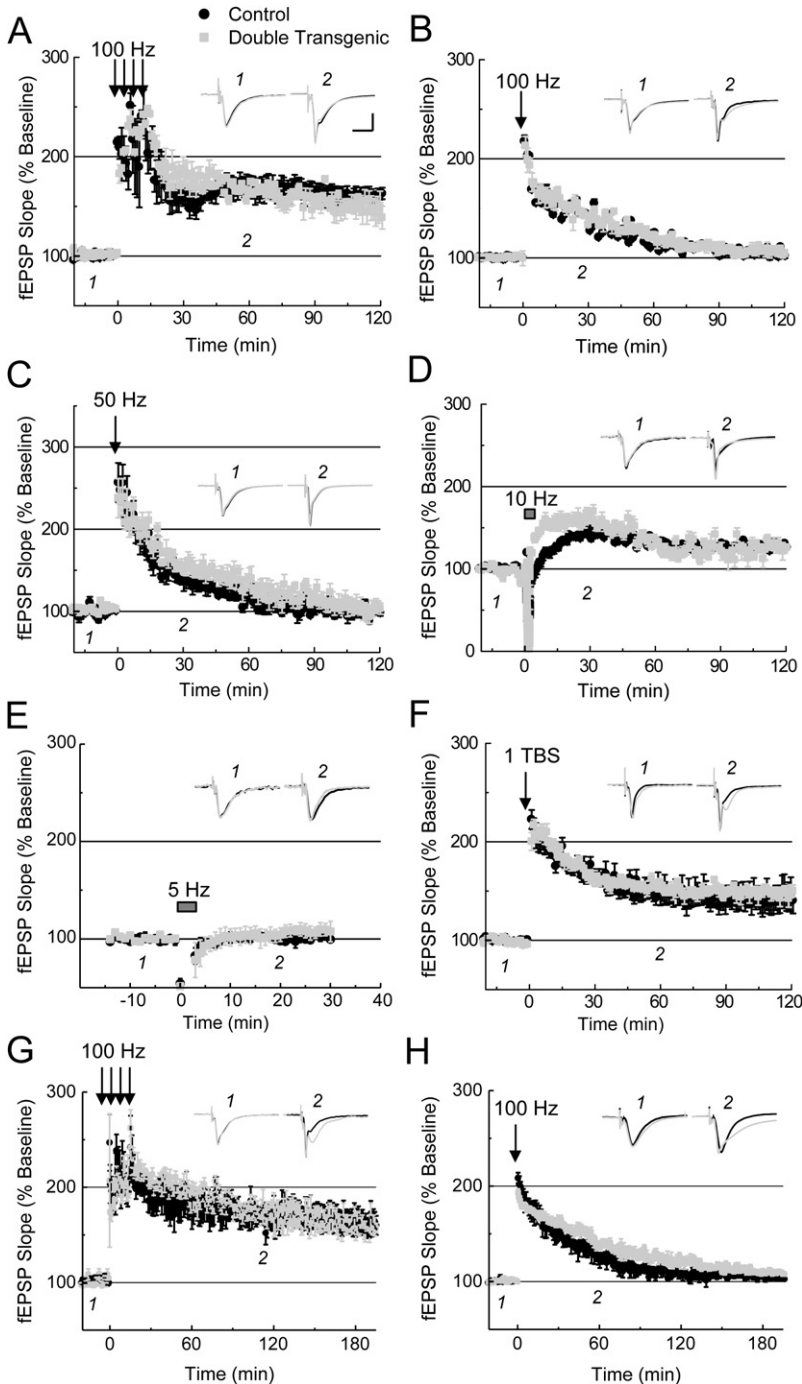 Control
Double Transgenic
A
100 Hz
1 2
300
200
100
1 2
0 30 60 90 120
Time (min)
fEPSP Slope (% Baseline)
B
100 Hz
1 2
300
200
100
1 2
0 30 60 90 120
Time (min)
fEPSP Slope (% Baseline)
C
50 Hz
1 2
300
200
100
1 2
0 30 60 90 120
Time (min)
fEPSP Slope (% Baseline)
D
10 Hz
1 2
300
200
100
0
1 2
0 30 60 90 120
Time (min)
fEPSP Slope (% Baseline)
E
5 Hz
1 2
300
200
100
1 2
-10 0 10 20 30 40
Time (min)
fEPSP Slope (% Baseline)
F
1 TBS
1 2
300
200
100
1 2
0 30 60 90 120
Time (min)
fEPSP Slope (% Baseline)
G
100 Hz
1 2
300
200
100
1 2
0 60 120 180
Time (min)
fEPSP Slope (% Baseline)
H
100 Hz
1 2
300
200
100
1 2
0 60 120 180
Time (min)
fEPSP Slope (% Baseline)